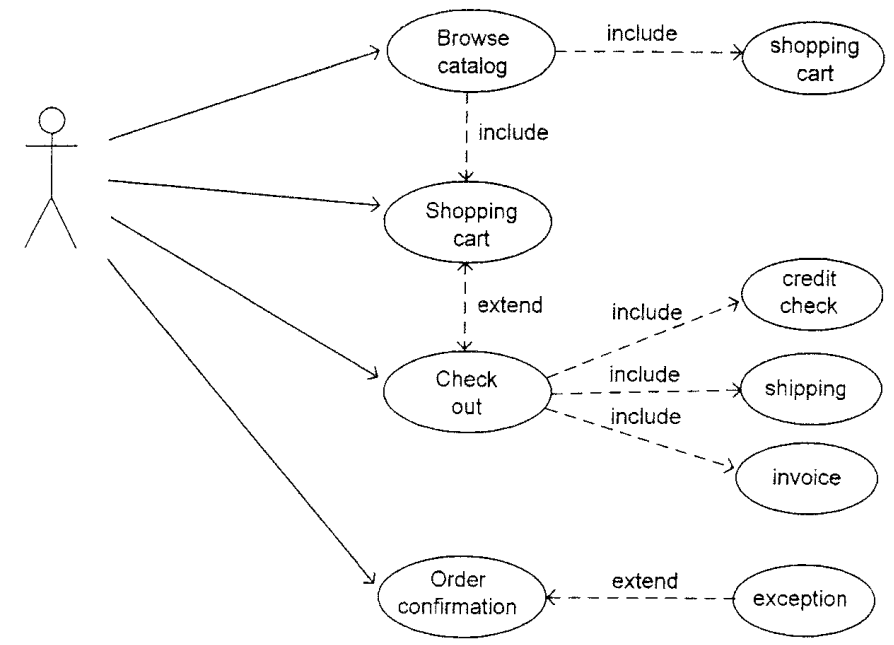 Browse
catalog
include
shopping
cart
include
Shopping
cart
extend
credit
check
include
Check
out
include
shipping
include
invoice
Order
confirmation
extend
exception